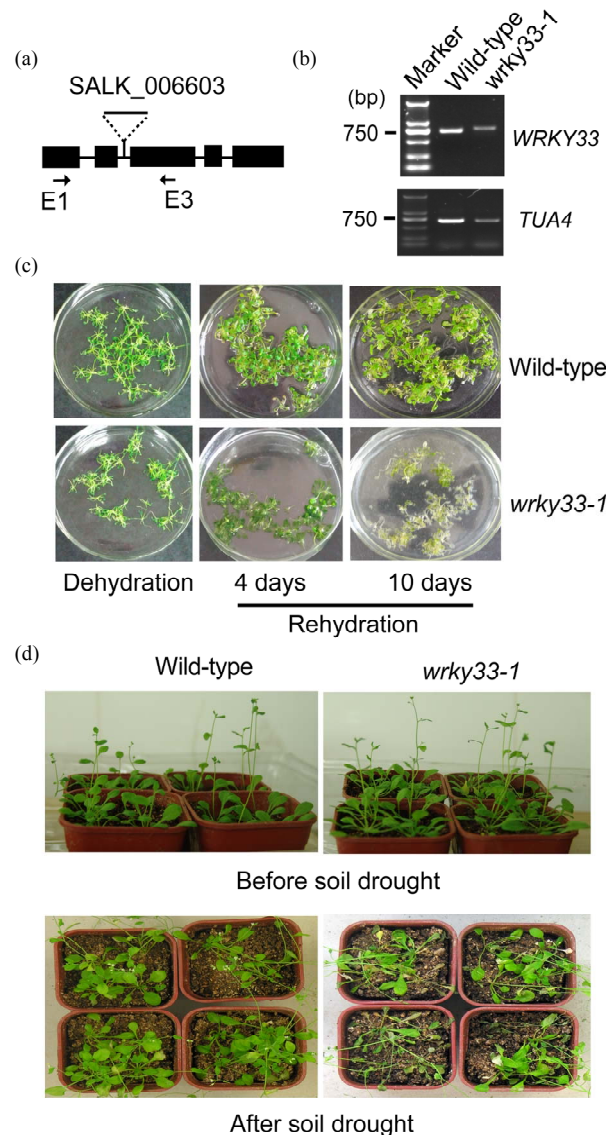 (a)
SALK_006603
E1 E3
(b)
Marker
Wild-type
wrky33-1
(bp)
750
WRKY33
750
TUA4
(c)
Wild-type
wrky33-1
Dehydration 4 days 10 days
Rehydration
(d)
Wild-type wrky33-1
Before soil drought
After soil drought